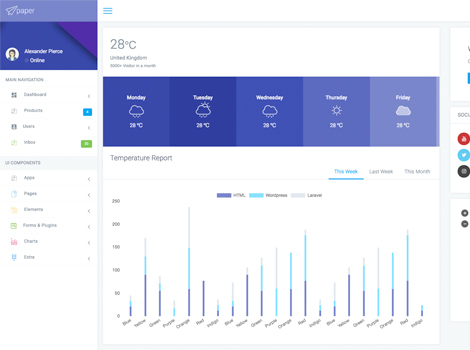 paper
Alexander Pierce
Online
MAIN NAVIGATION
Dashboard
Products
4
Users
Inbox
20
UI COMPONENTS
Apps
Pages
Elements
Forms & Plugins
Charts
Extra
28°C
United Kingdom
5000+ Visitor in a month
Monday
28 °C
Tuesday
28 °C
Wednesday
28 °C
Thursday
28 °C
Friday
28 °C
Temperature Report
This Week Last Week This Month
HTML Wordpress Laravel
250
200
150
100
50
0
Blue Yellow Green Purple Orange Red Indigo Blue Yellow Green Purple Orange Red Indigo Blue Yellow Green Purple Orange Red Indigo
SOCI